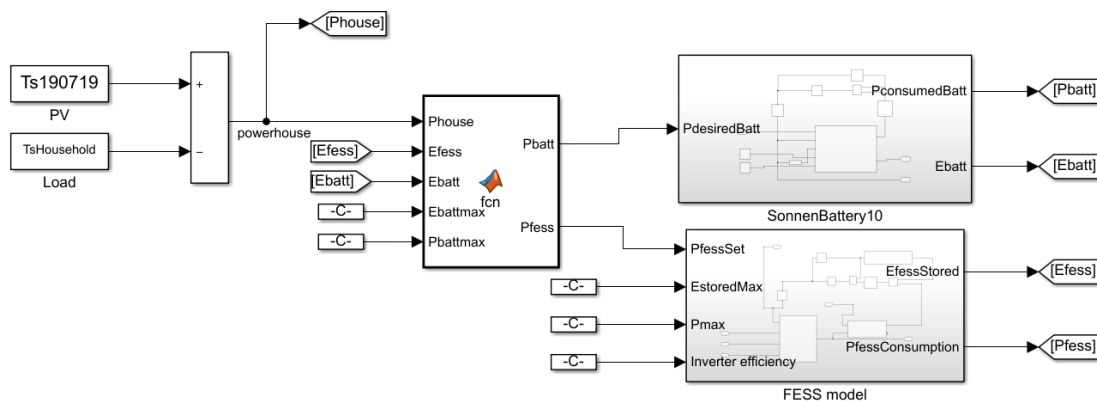 [Phouse]
Ts190719
PV
TsHousehold
Load
+
−
powerhouse
[Efess]
[Ebatt]
-C-
-C-
Phouse
Efess
Ebatt
Ebattmax
Pbattmax
fcn
Pbatt
Pfess
PdesiredBatt
PconsumedBatt
Ebatt
SonnenBattery10
[Pbatt]
[Ebatt]
-C-
-C-
-C-
PfessSet
EstoredMax
Pmax
Inverter efficiency
EfessStored
PfessConsumption
FESS model
[Efess]
[Pfess]